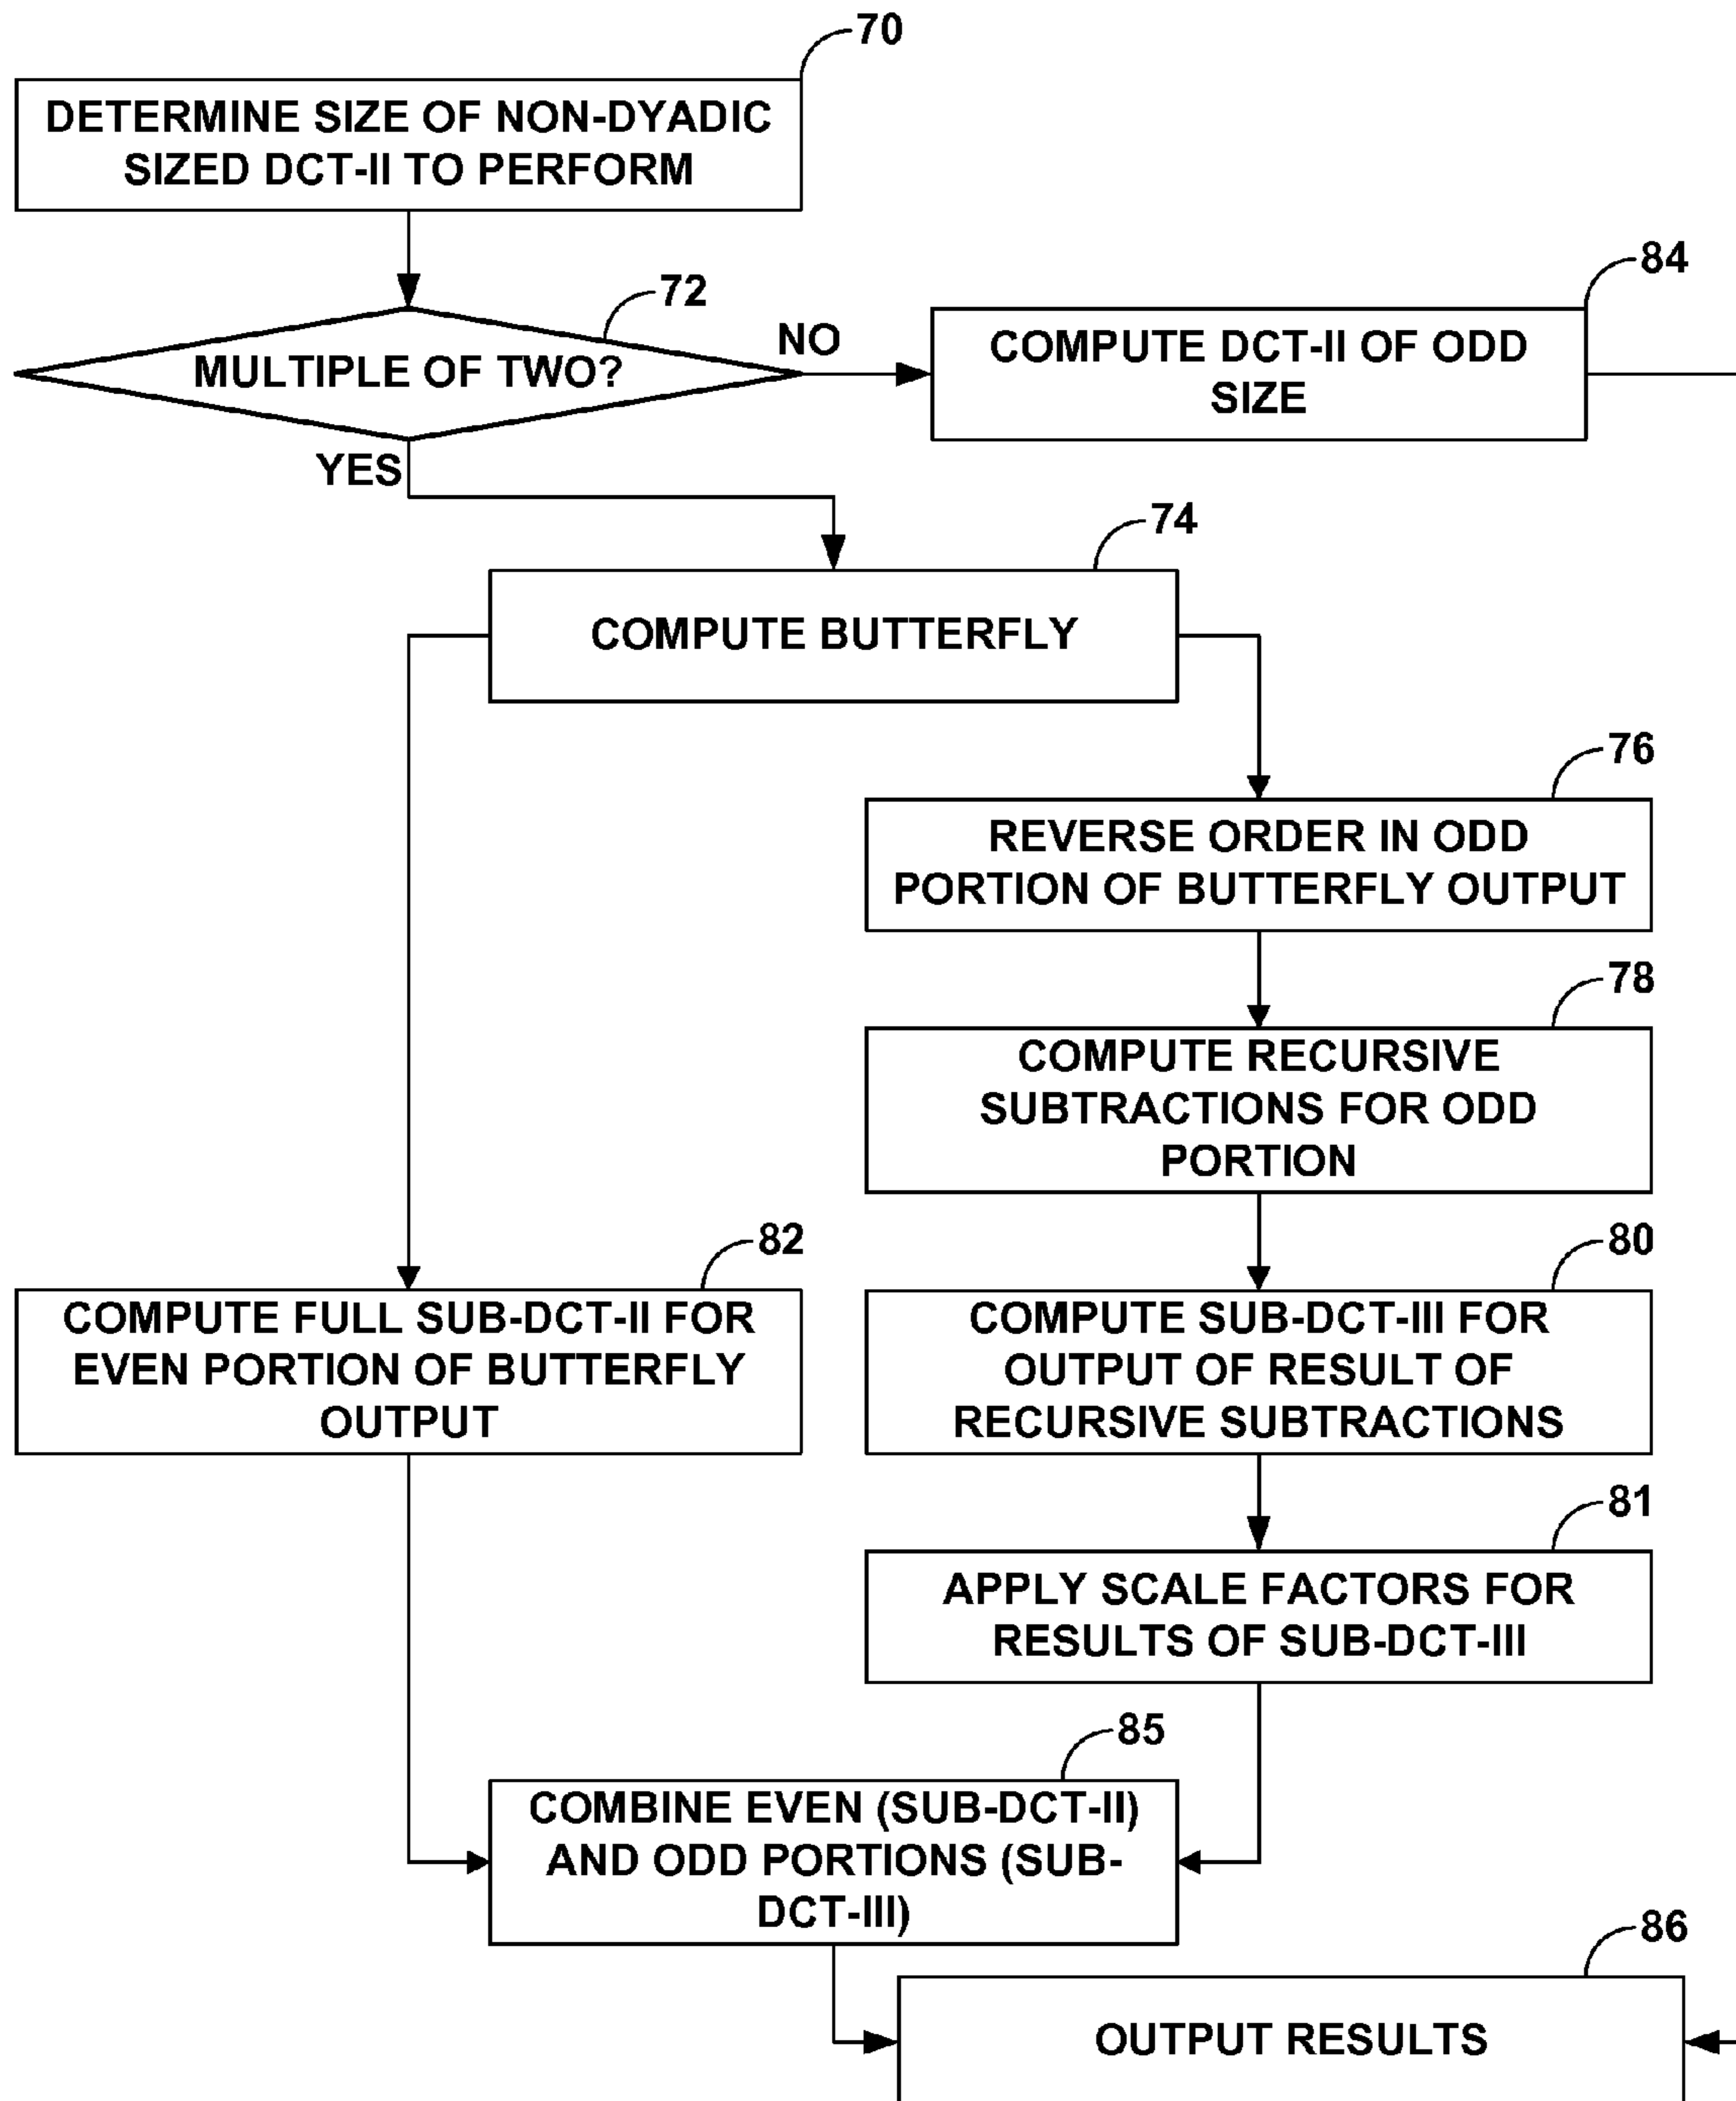 70
DETERMINE SIZE OF NON-DYADIC
SIZED DCT-II TO PERFORM
72
MULTIPLE OF TWO?
NO
YES
84
COMPUTE DCT-II OF ODD
SIZE
74
COMPUTE BUTTERFLY
76
REVERSE ORDER IN ODD
PORTION OF BUTTERFLY OUTPUT
78
COMPUTE RECURSIVE
SUBTRACTIONS FOR ODD
PORTION
82
COMPUTE FULL SUB-DCT-II FOR
EVEN PORTION OF BUTTERFLY
OUTPUT
80
COMPUTE SUB-DCT-III FOR
OUTPUT OF RESULT OF
RECURSIVE SUBTRACTIONS
81
APPLY SCALE FACTORS FOR
RESULTS OF SUB-DCT-III
85
COMBINE EVEN (SUB-DCT-II)
AND ODD PORTIONS (SUB-
DCT-III)
86
OUTPUT RESULTS